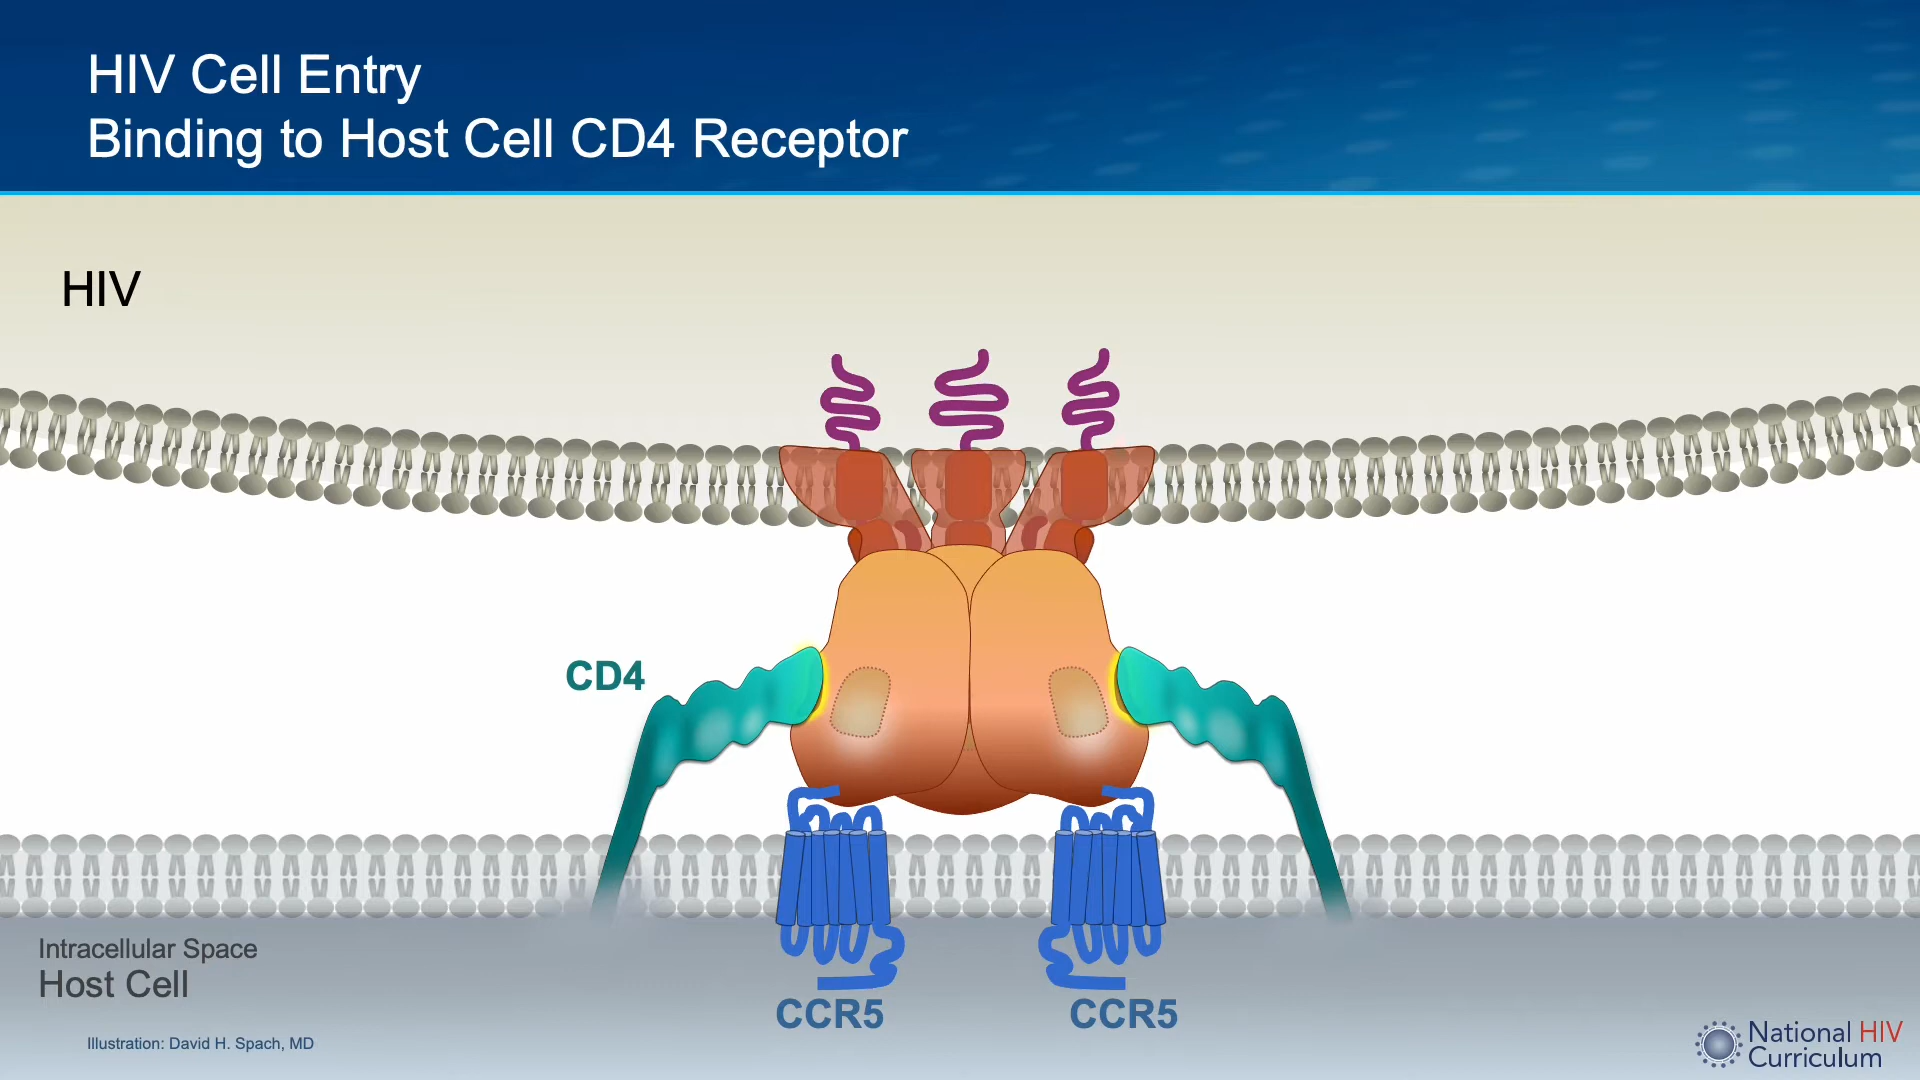 HIV Cell Entry
Binding to Host Cell CD4 Receptor
HIV
CD4
Intracellular Space
Host Cell
CCR5
CCR5
Illustration: David H. Spach, MD
National HIV
Curriculum